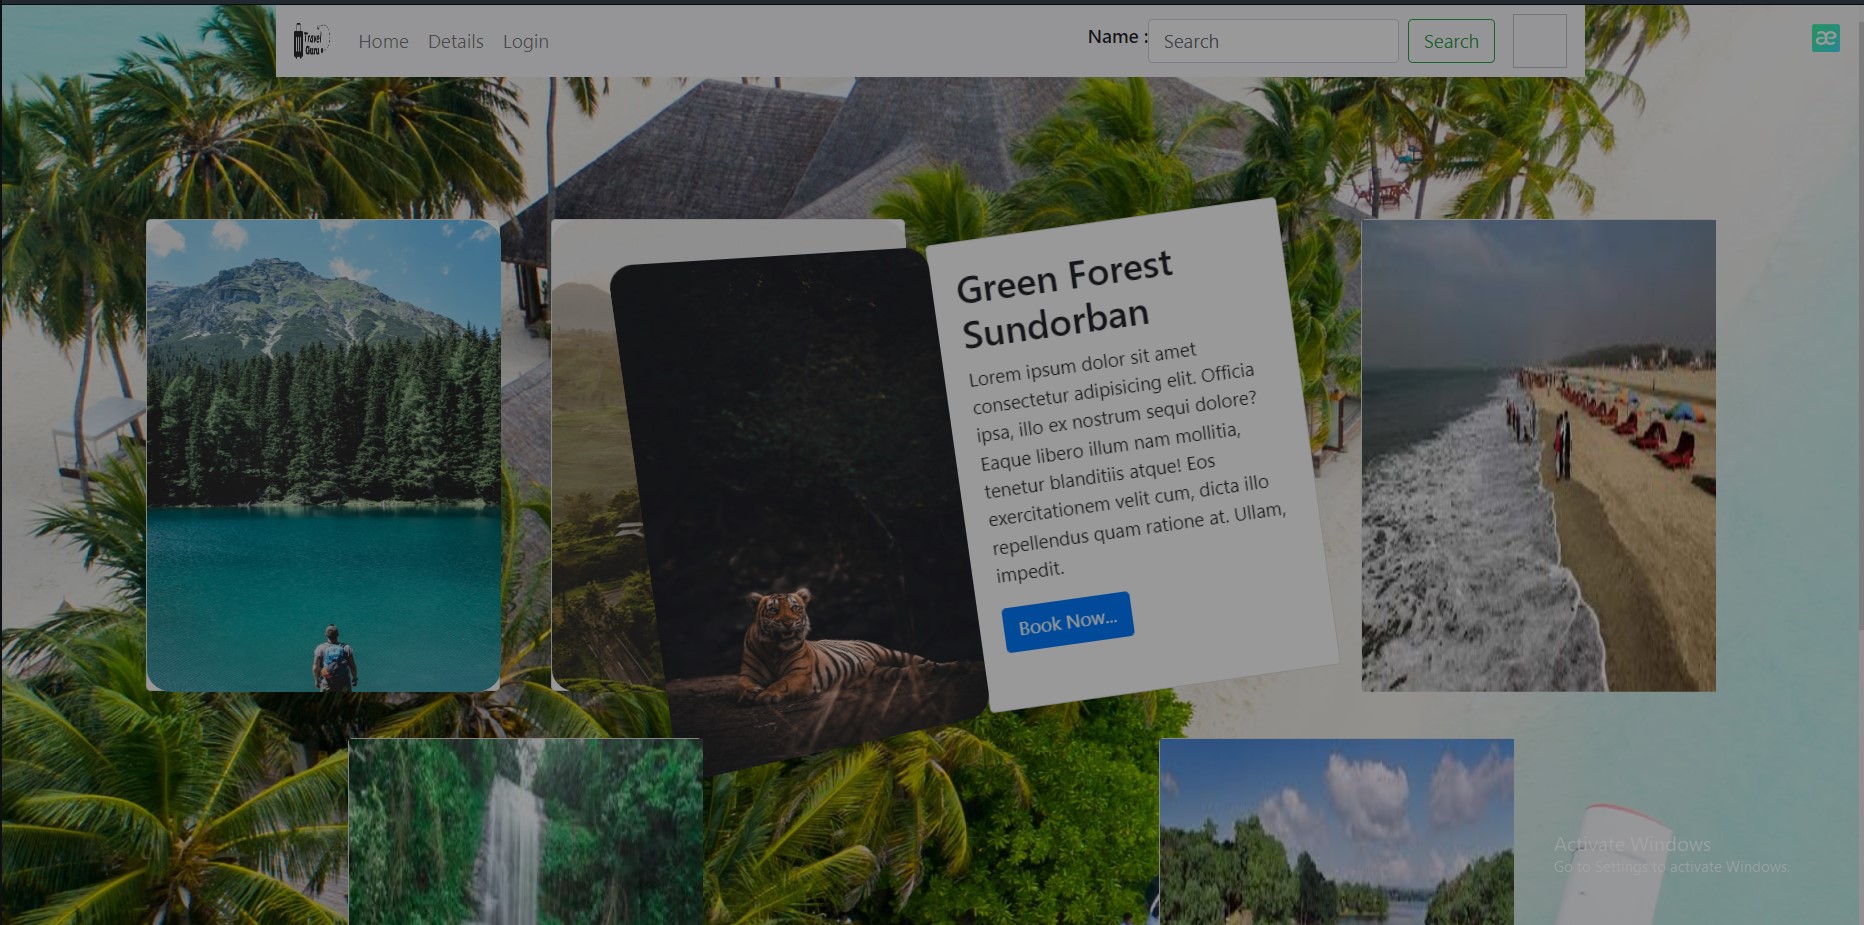 Travel
Guru
Home Details Login
Name : Search Search
æ
Green Forest
Sundorban
Lorem ipsum dolor sit amet
consectetur adipisicing elit. Officia
ipsa, illo ex nostrum sequi dolore?
Eaque libero illum nam mollitia,
tenetur blanditiis atque! Eos
exercitationem velit cum, dicta illo
repellendus quam ratione at. Ullam,
impedit.
Book Now...
Activate Windows
Go to Settings to activate Windows.